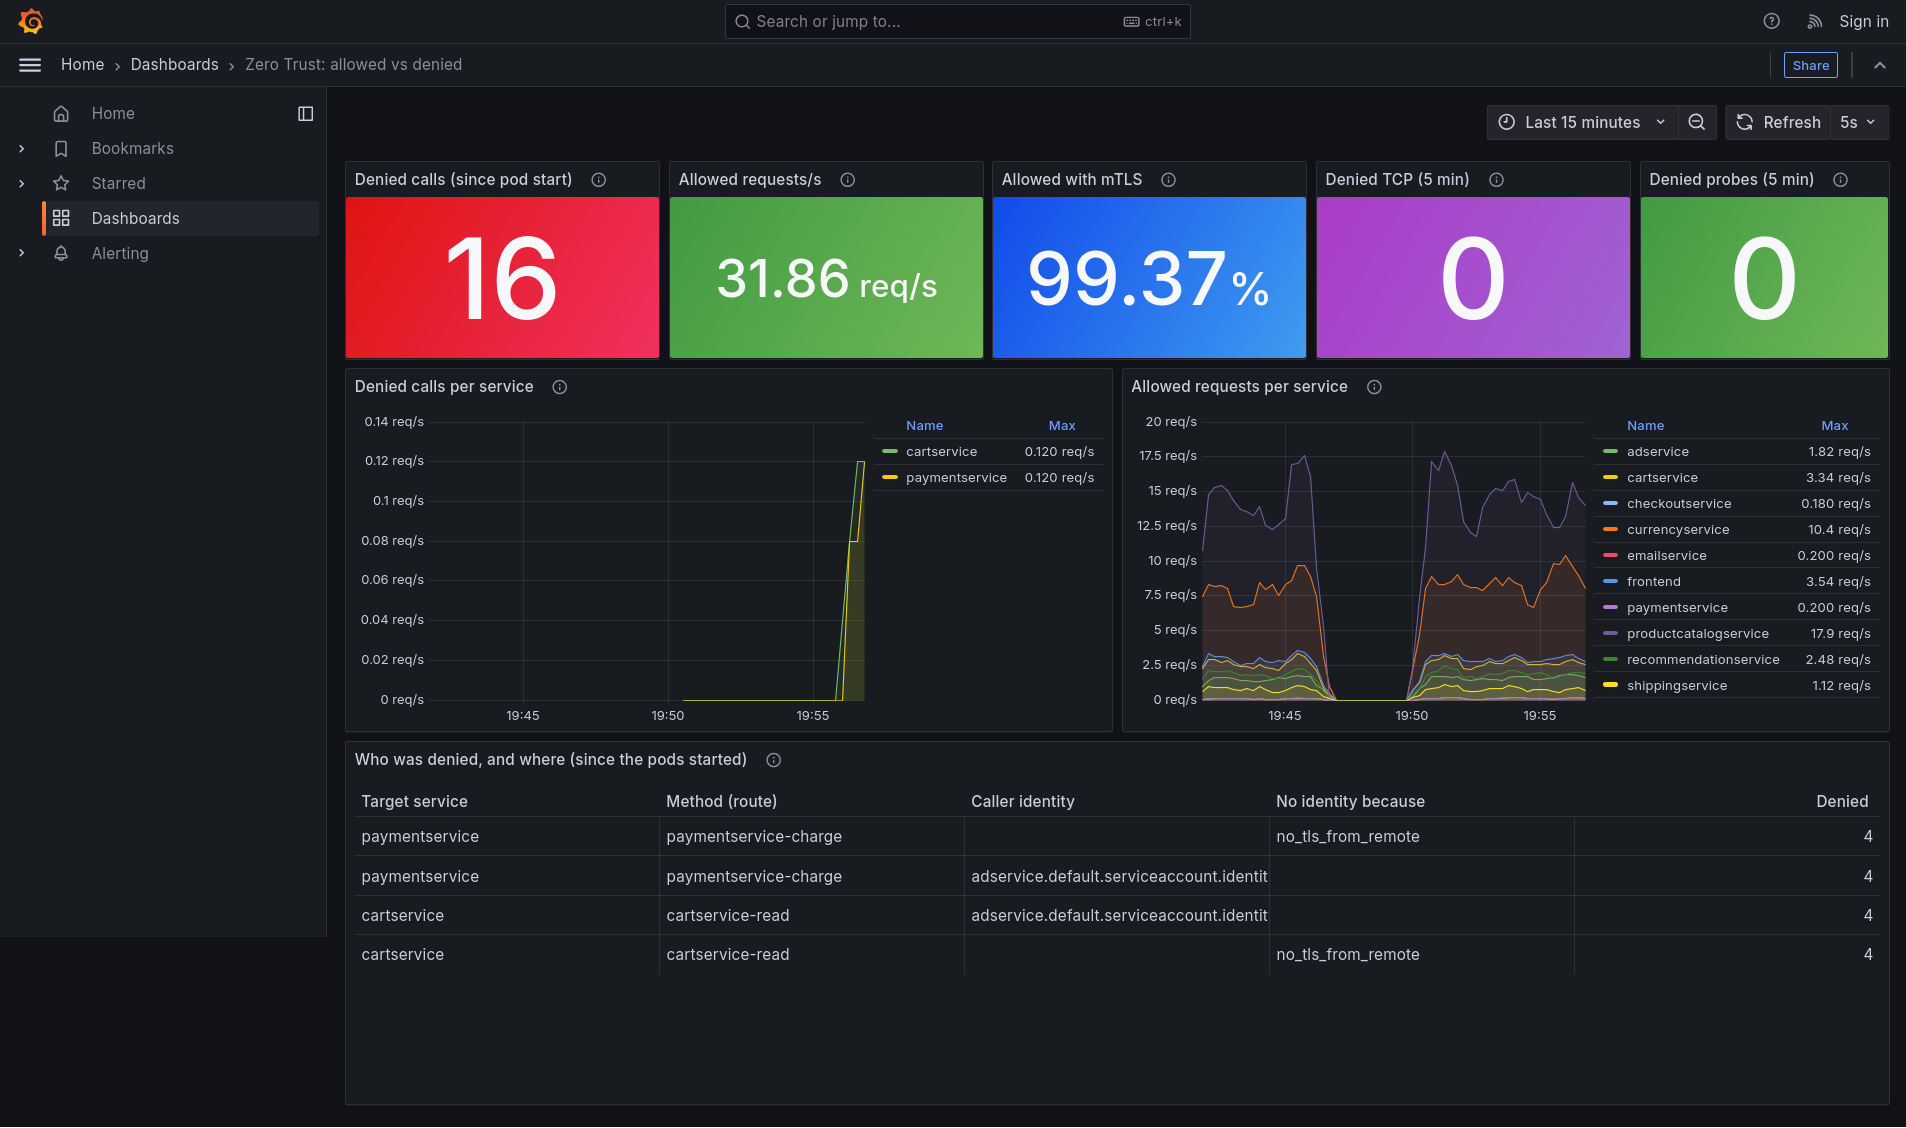 Search or jump to... ctrl+k Sign in
Home › Dashboards › Zero Trust: allowed vs denied Share
Home
Bookmarks
Starred
Dashboards
Alerting
Last 15 minutes Refresh 5s
Denied calls (since pod start) Allowed requests/s Allowed with mTLS Denied TCP (5 min) Denied probes (5 min)
16 31.86 req/s 99.37% 0 0
Denied calls per service
0.14 req/s
0.12 req/s
0.1 req/s
0.08 req/s
0.06 req/s
0.04 req/s
0.02 req/s
0 req/s
19:45 19:50 19:55
Name Max
cartservice 0.120 req/s
paymentservice 0.120 req/s
Allowed requests per service
20 req/s
17.5 req/s
15 req/s
12.5 req/s
10 req/s
7.5 req/s
5 req/s
2.5 req/s
0 req/s
19:45 19:50 19:55
Name Max
adservice 1.82 req/s
cartservice 3.34 req/s
checkoutservice 0.180 req/s
currencyservice 10.4 req/s
emailservice 0.200 req/s
frontend 3.54 req/s
paymentservice 0.200 req/s
productcatalogservice 17.9 req/s
recommendationservice 2.48 req/s
shippingservice 1.12 req/s
Who was denied, and where (since the pods started)
Target service Method (route) Caller identity No identity because Denied
paymentservice paymentservice-charge no_tls_from_remote 4
paymentservice paymentservice-charge adservice.default.serviceaccount.identit 4
cartservice cartservice-read adservice.default.serviceaccount.identit 4
cartservice cartservice-read no_tls_from_remote 4